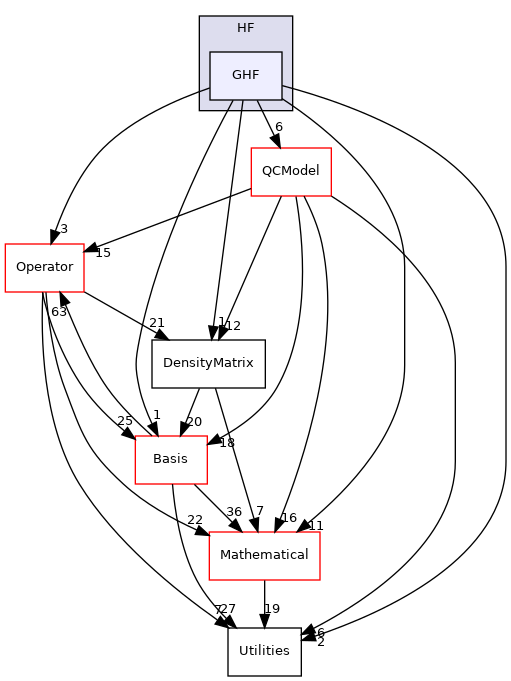 HF
GHF
6
QCModel
3
15
Operator
63
21
1
12
DensityMatrix
25
1
20
18
Basis
22
36
7
16
11
Mathematical
7
27
19
6
2
Utilities